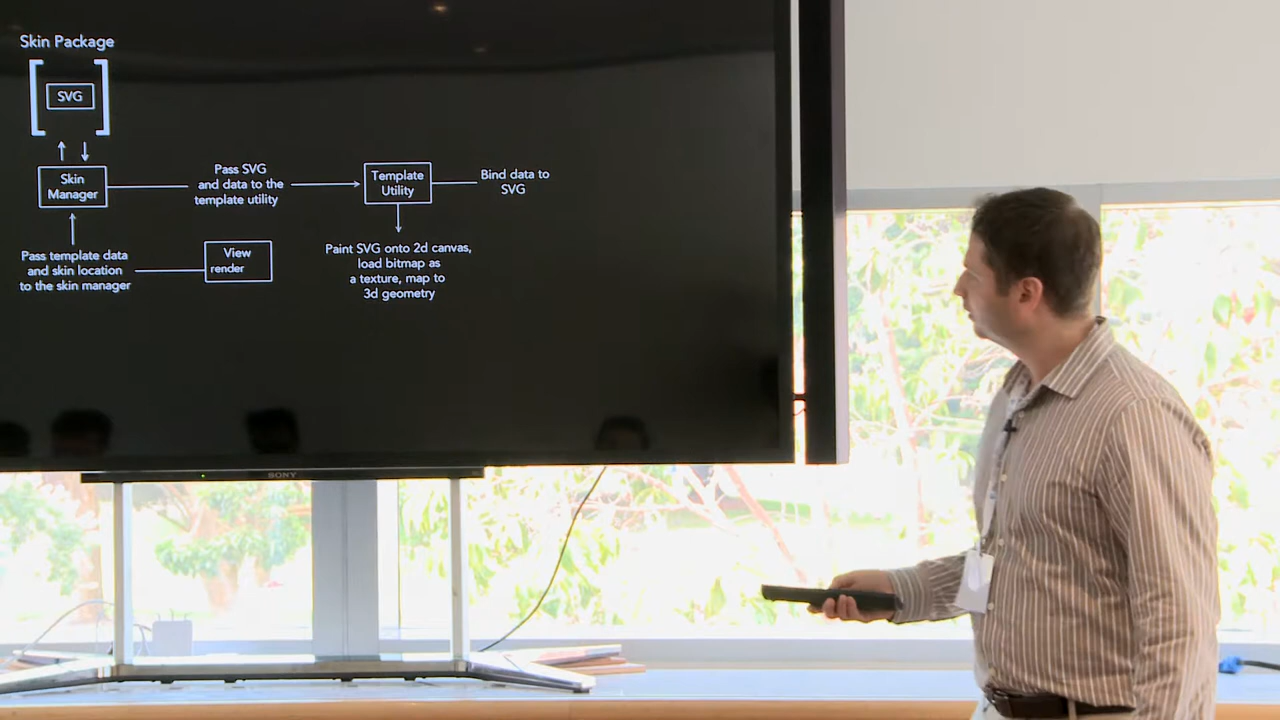 Skin Package
SVG
Skin
Manager
Pass SVG
and data to the
template utility
Template
Utility
Bind data to
SVG
Pass template data
and skin location
to the skin manager
View
render
Paint SVG onto 2d canvas,
load bitmap as
a texture, map to
3d geometry
SONY